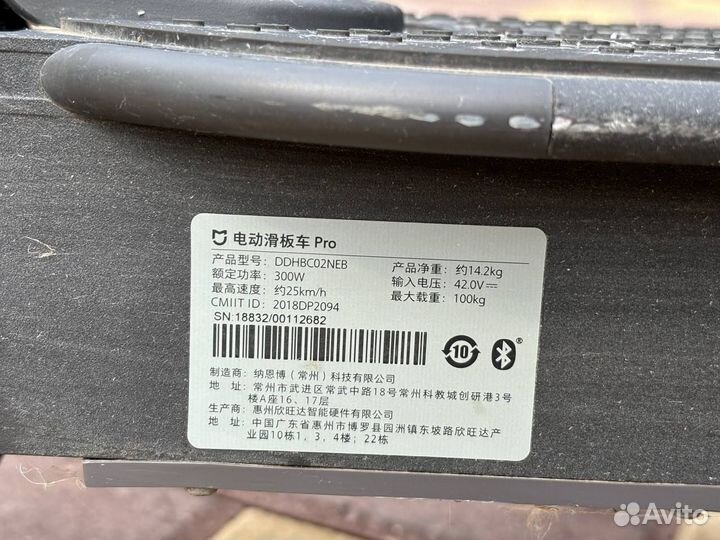 电动滑板车 Pro
产品型号： DDHBC02NEB
产品净重：约14.2kg
额定功率： 300W
输入电压：42.0V⎓
最高速度：约25km/h
最大载重：100kg
CMIIT ID：2018DP2094
SN:18832/00112682
10
制造商：纳恩博（常州）科技有限公司
地 址：常州市武进区常武中路18号常州科教城创研港3号
楼A座16、17层
生产商：惠州欣旺达智能硬件有限公司
地 址：中国广东省惠州市博罗县园洲镇东坡路欣旺达产
业园10栋1，3，4楼；22栋
Avito